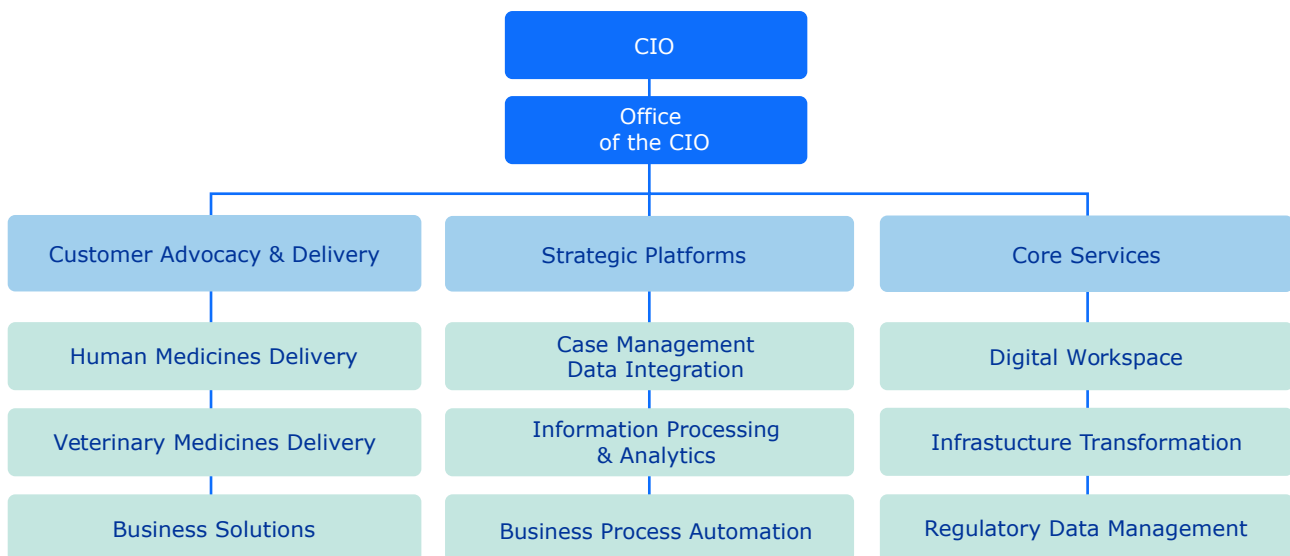 CIO
Office
of the CIO
Customer Advocacy & Delivery
Strategic Platforms
Core Services
Human Medicines Delivery
Case Management
Data Integration
Digital Workspace
Veterinary Medicines Delivery
Information Processing
& Analytics
Infrastucture Transformation
Business Solutions
Business Process Automation
Regulatory Data Management